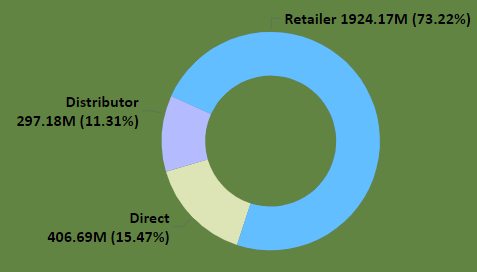 Retailer 1924.17M (73.22%)
Distributor
297.18M (11.31%)
Direct
406.69M (15.47%)